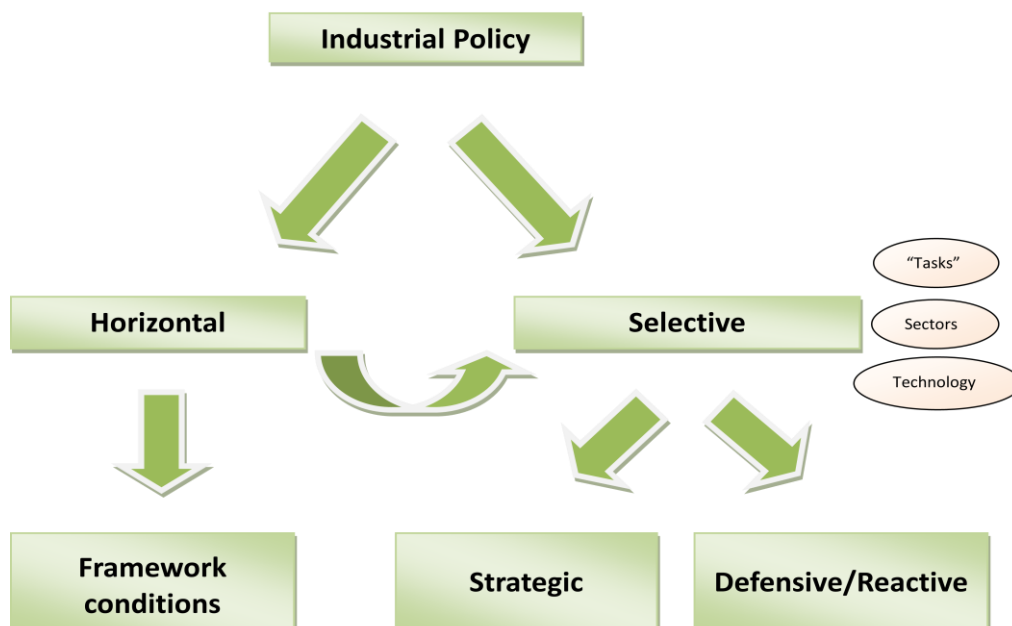 Industrial Policy
“Tasks”
Horizontal
Selective
Sectors
Technology
Framework
conditions
Strategic
Defensive/Reactive